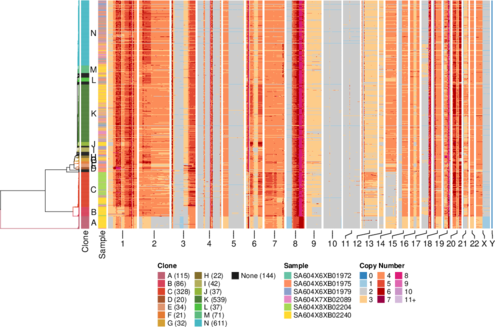 N
M
L
K
J
I
D
C
B
A
Clone
Sample
1 2 3 4 5 6 7 8 9 10 11 12 13 14 15 16 17 18 19 20 21 22 X Y
Clone Sample Copy Number
A (115) H (22) None (144) SA604X6XB01972 0 4 8
B (86) I (42) SA604X6XB01975 1 5 9
C (328) J (37) SA604X6XB01979 2 6 10
D (20) K (539) SA604X7XB02089 3 7 11+
E (34) L (37) SA604X8XB02204
F (21) M (71) SA604X8XB02240
G (32) N (611)